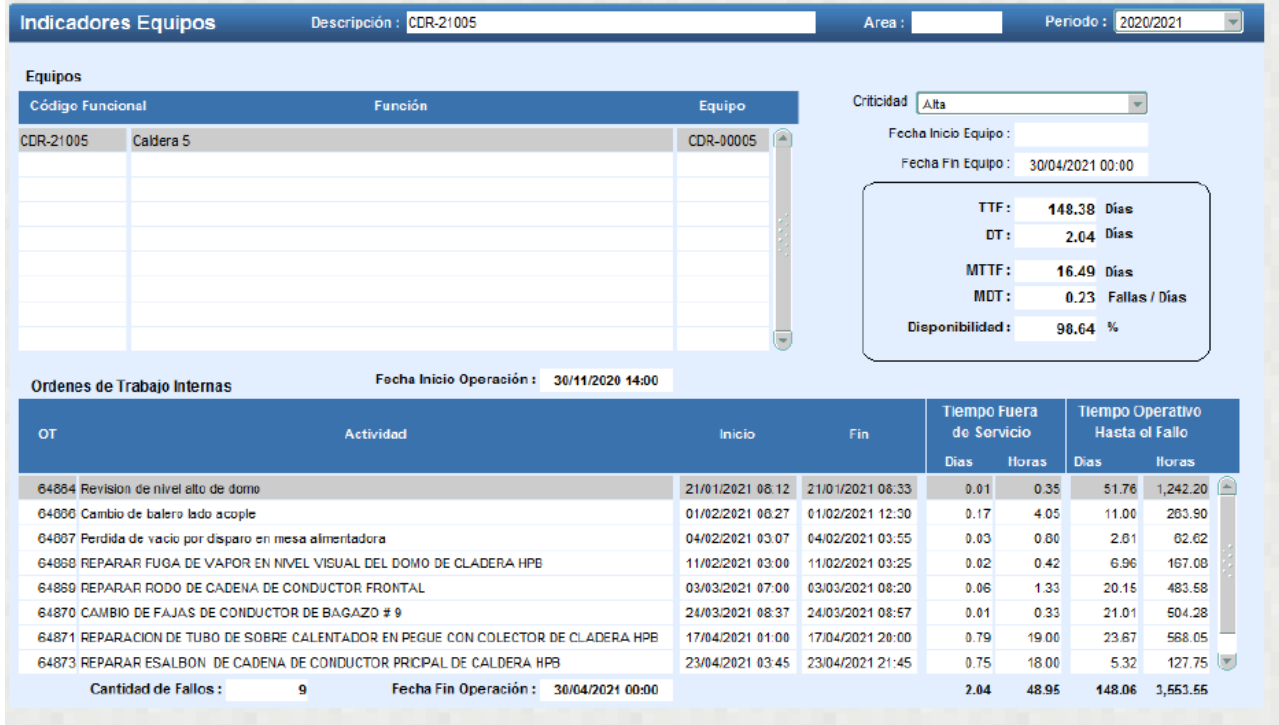 Indicadores Equipos Descripción : CDR-21005 Area : Periodo : 2020/2021
Equipos
Código Funcional Función Equipo
CDR-21005 Caldera 5 CDR-00005
Criticidad Alta
Fecha Inicio Equipo :
Fecha Fin Equipo : 30/04/2021 00:00
TTF : 148.38 Días
DT : 2.04 Días
MTTF : 16.49 Días
MDT : 0.23 Fallas / Días
Disponibilidad : 98.64 %
Ordenes de Trabajo Internas Fecha Inicio Operación : 30/11/2020 14:00
OT Actividad Inicio Fin Tiempo Fuera de Servicio Tiempo Operativo Hasta el Fallo
Dias Horas Dias Horas
64864 Revision de nivel alto de domo 21/01/2021 08:12 21/01/2021 08:33 0.01 0.35 51.76 1,242.20
64866 Cambio de balero lado acople 01/02/2021 08:27 01/02/2021 12:30 0.17 4.05 11.00 263.90
64867 Perdida de vacio por disparo en mesa alimentadora 04/02/2021 03:07 04/02/2021 03:55 0.03 0.80 2.61 62.62
64868 REPARAR FUGA DE VAPOR EN NIVEL VISUAL DEL DOMO DE CLADERA HPB 11/02/2021 03:00 11/02/2021 03:25 0.02 0.42 6.96 167.08
64869 REPARAR RODO DE CADENA DE CONDUCTOR FRONTAL 03/03/2021 07:00 03/03/2021 08:20 0.06 1.33 20.15 483.58
64870 CAMBIO DE FAJAS DE CONDUCTOR DE BAGAZO # 9 24/03/2021 08:37 24/03/2021 08:57 0.01 0.33 21.01 504.28
64871 REPARACION DE TUBO DE SOBRE CALENTADOR EN PEGUE CON COLECTOR DE CLADERA HPB 17/04/2021 01:00 17/04/2021 20:00 0.79 19.00 23.67 568.05
64873 REPARAR ESALBON DE CADENA DE CONDUCTOR PRICIPAL DE CALDERA HPB 23/04/2021 03:45 23/04/2021 21:45 0.75 18.00 5.32 127.75
Cantidad de Fallos : 9 Fecha Fin Operación : 30/04/2021 00:00 2.04 48.95 148.06 3,553.55